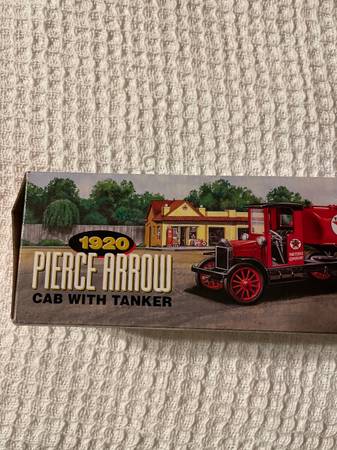 1920
PIERCE ARROW
CAB WITH TANKER